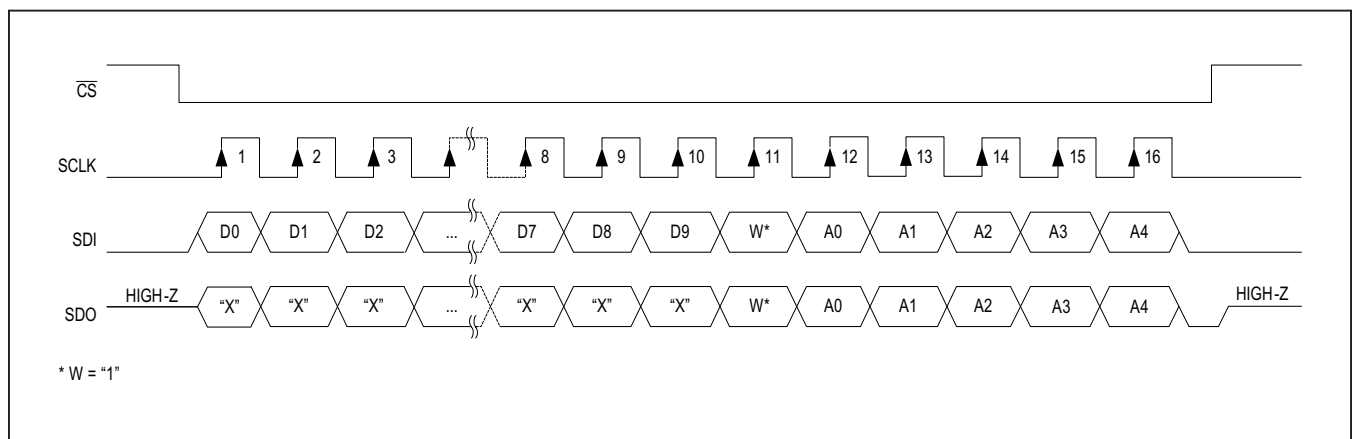 CS
SCLK 1 2 3 8 9 10 11 12 13 14 15 16
SDI D0 D1 D2 ... D7 D8 D9 W* A0 A1 A2 A3 A4
HIGH-Z HIGH-Z
SDO “X” “X” “X” ... “X” “X” “X” W* A0 A1 A2 A3 A4
* W = “1”